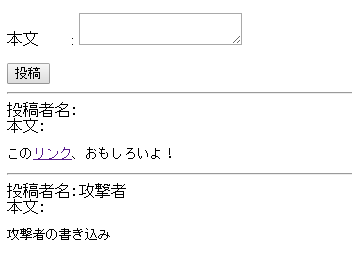 本文 :
投稿
投稿者名:
本文:
このリンク、おもしろいよ!
投稿者名:攻撃者
本文:
攻撃者の書き込み